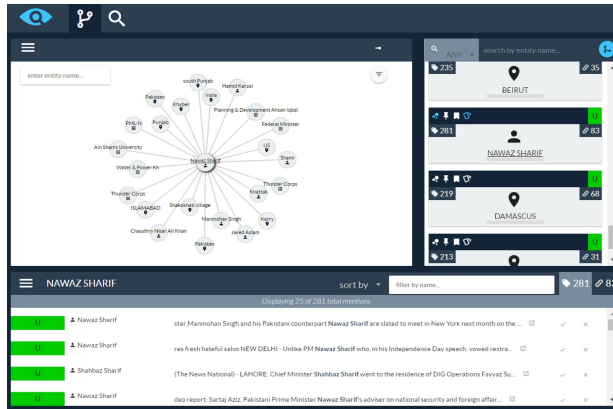 enter entity name...
south Punjab
Hamid Karzai
Pakistan
India
Khyber
Planning & Development Ahsan Iqbal
PML-N
Punjab
Federal Minister
Ain Shams University
US
Nawaz Sharif
Shami
Water & Power Kh
Thunder Corps
Khattak
Thunder Corps
ISLAMABAD
Shakokhati village
Manmohan Singh
Kerry
Chaudhry Nisar Ali Khan
Javed Aslam
Pakistan
ANY
search by entity name...
235
35
BEIRUT
U
281
83
NAWAZ SHARIF
U
219
68
DAMASCUS
U
213
31
NAWAZ SHARIF
sort by
filter by name...
281
83
Displaying 25 of 281 total mentions
U
Nawaz Sharif
ster Manmohan Singh and his Pakistani counterpart Nawaz Sharif are slated to meet in New York next month on the ...
U
Nawaz Sharif
res fresh hateful salvo NEW DELHI - Unlike PM Nawaz Sharif who, in his Independence Day speech, vowed restra...
U
Shahbaz Sharif
(The News National) - LAHORE: Chief Minister Shahbaz Sharif went to the residence of DIG Operations Fayyaz Su...
U
Nawaz Sharif
deo report: Sartaj Aziz, Pakistani Prime Minister Nawaz Sharif's adviser on national security and foreign affair...